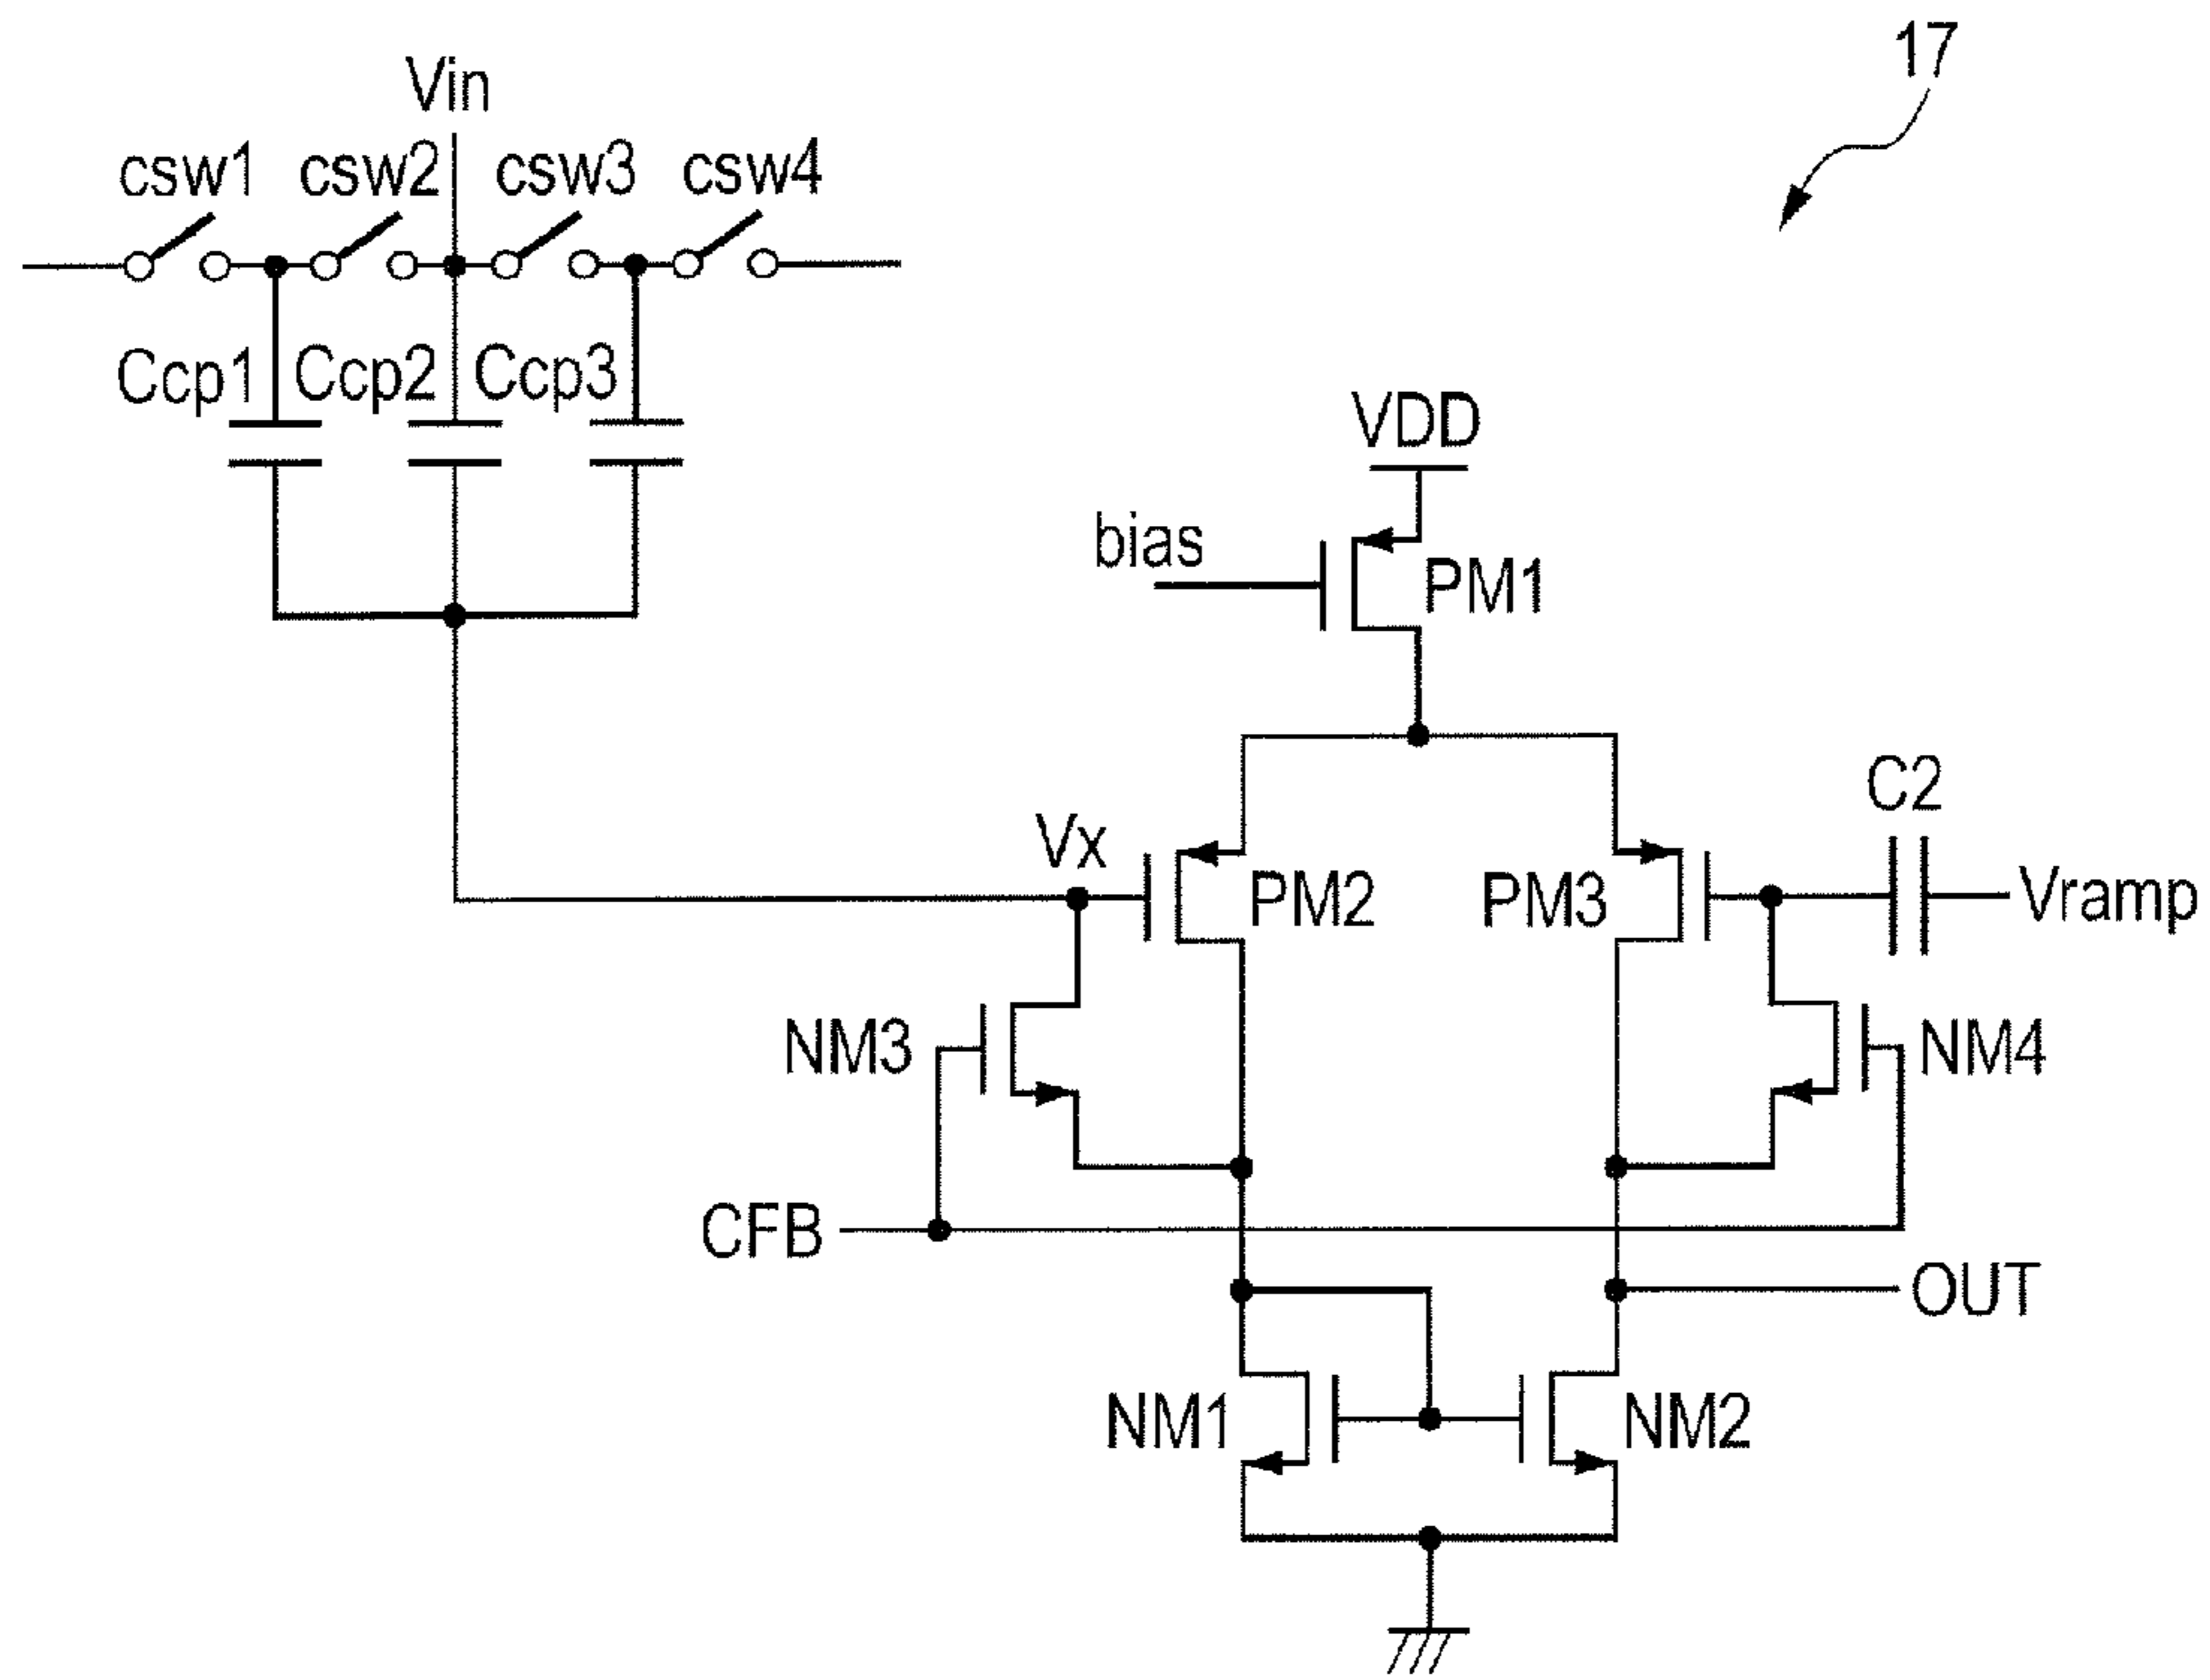 17
Vin
csw1 csw2 csw3 csw4
Ccp1 Ccp2 Ccp3
VDD
bias
PM1
C2
Vx
PM2 PM3
Vramp
NM3 NM4
CFB
OUT
NM1 NM2